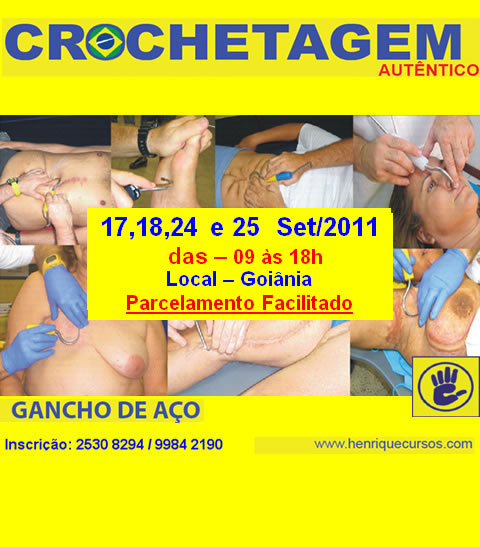 CROCHETAGEM
AUTÊNTICO
17,18,24 e 25 Set/2011
das – 09 às 18h
Local – Goiânia
Parcelamento Facilitado
GANCHO DE AÇO
Inscrição: 2530 8294 / 9984 2190
www.henriquecursos.com